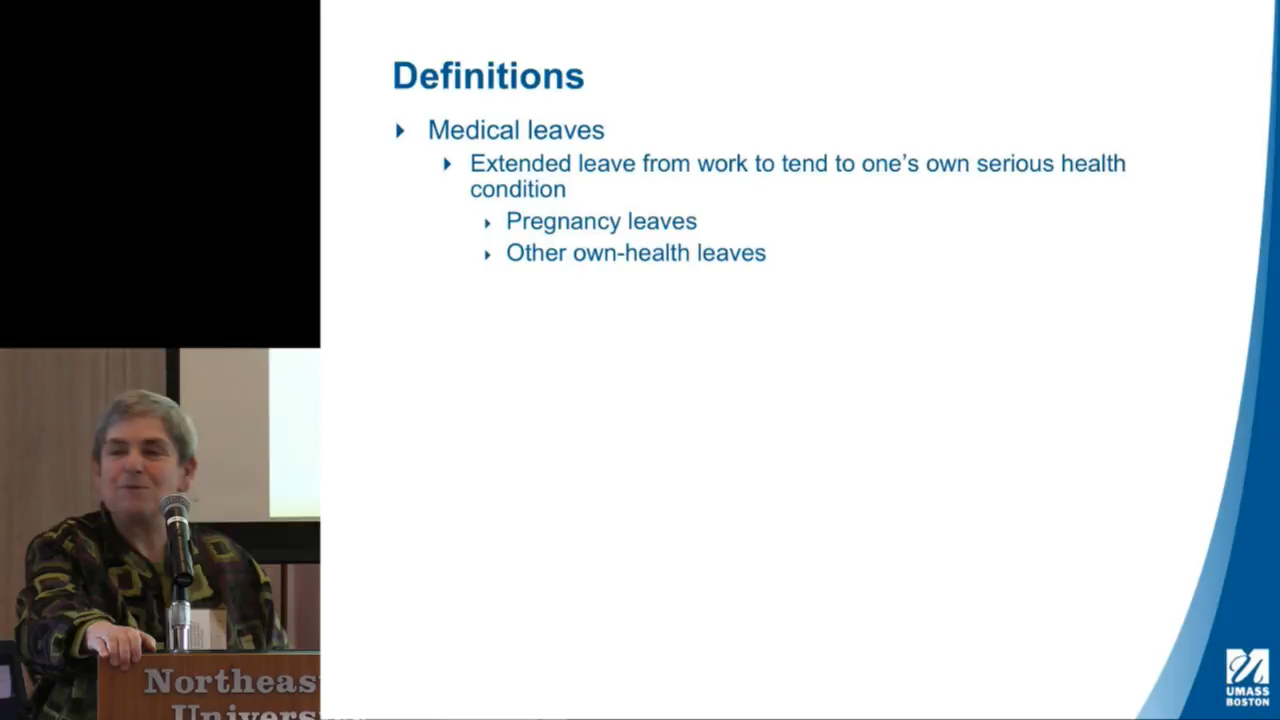 Definitions
Medical leaves
Extended leave from work to tend to one’s own serious health
condition
Pregnancy leaves
Other own-health leaves
UMASS
BOSTON